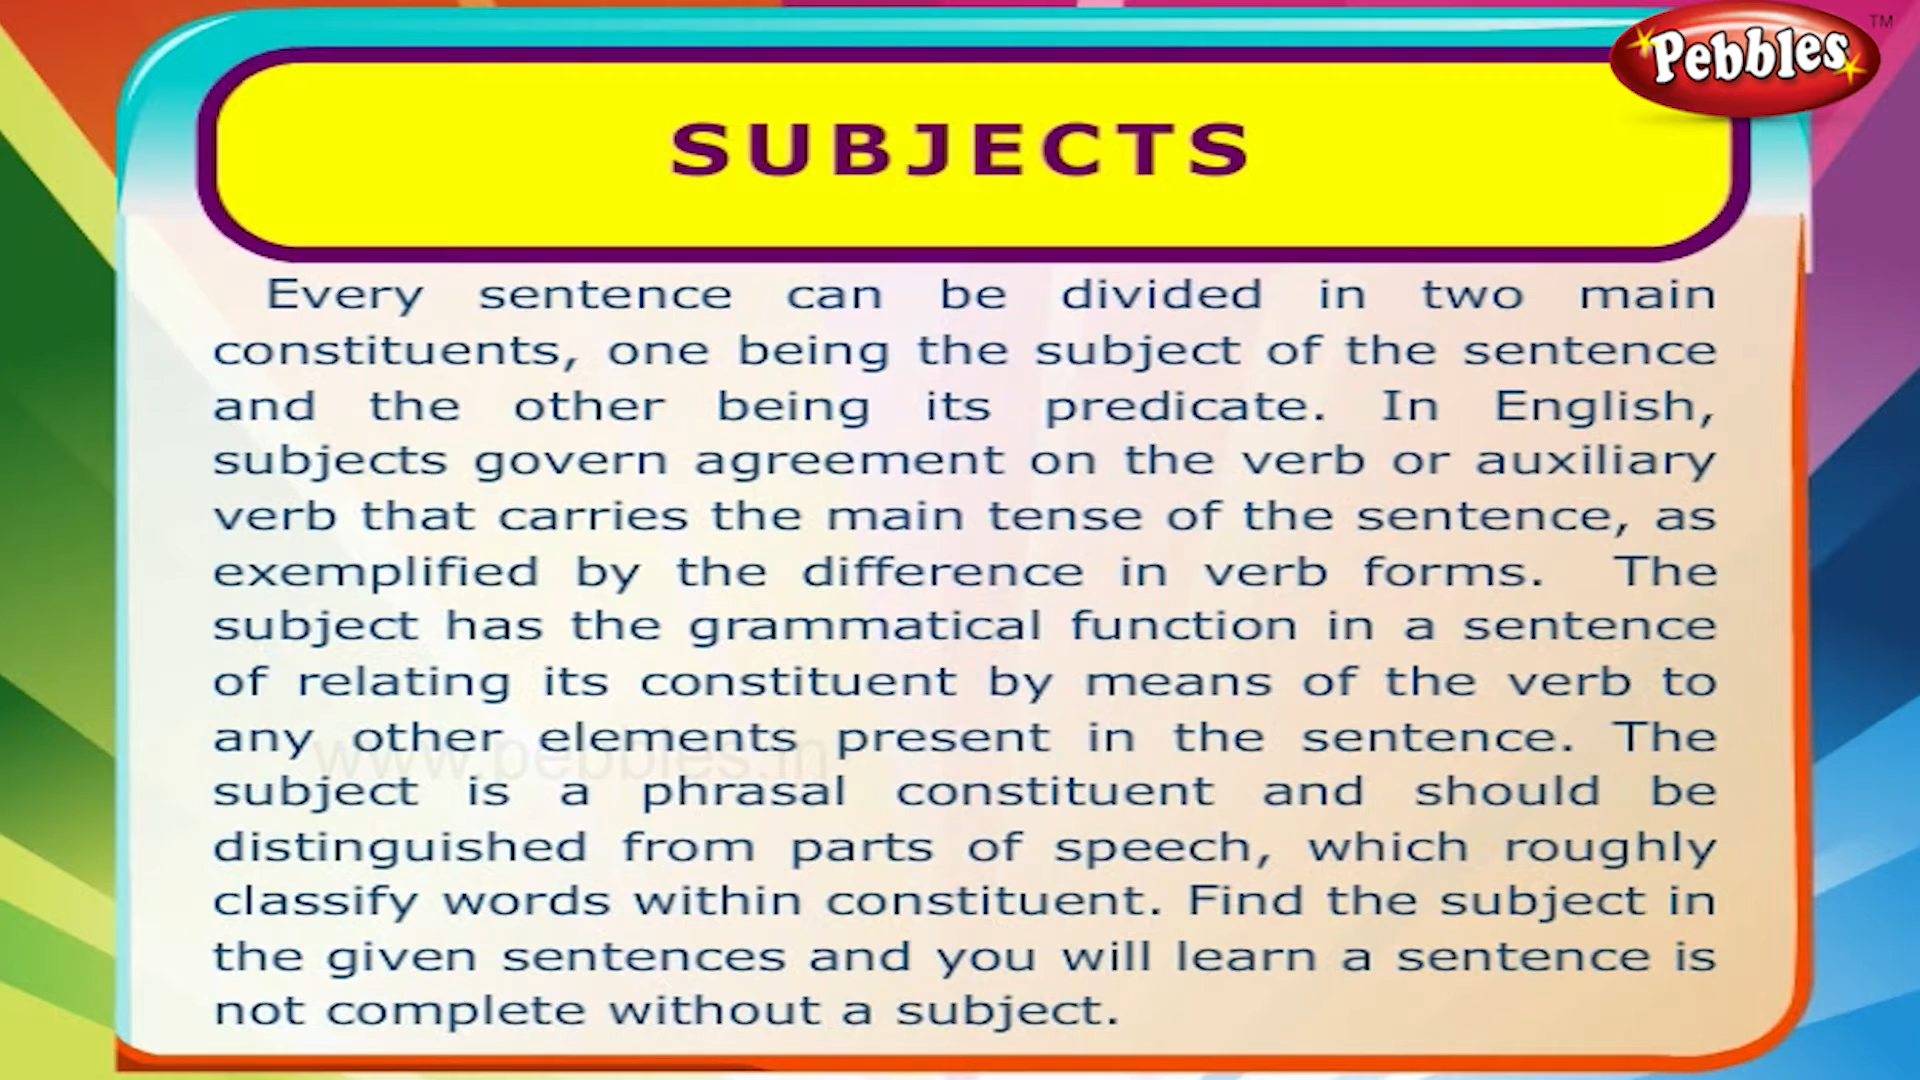 Pebbles TM
SUBJECTS
Every sentence can be divided in two main
constituents, one being the subject of the sentence
and the other being its predicate. In English,
subjects govern agreement on the verb or auxiliary
verb that carries the main tense of the sentence, as
exemplified by the difference in verb forms. The
subject has the grammatical function in a sentence
of relating its constituent by means of the verb to
any other elements present in the sentence. The
www.pebbles.in
subject is a phrasal constituent and should be
distinguished from parts of speech, which roughly
classify words within constituent. Find the subject in
the given sentences and you will learn a sentence is
not complete without a subject.